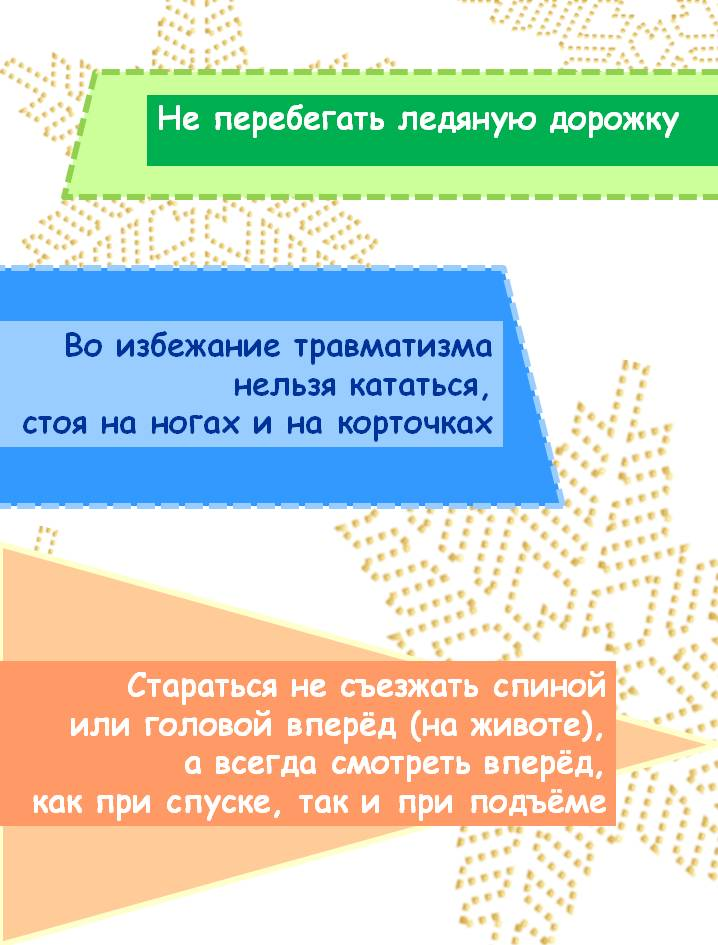 Не перебегать ледяную дорожку
Во избежание травматизма
нельзя кататься,
стоя на ногах и на корточках
Стараться не съезжать спиной
или головой вперёд (на животе),
а всегда смотреть вперёд,
как при спуске, так и при подъёме